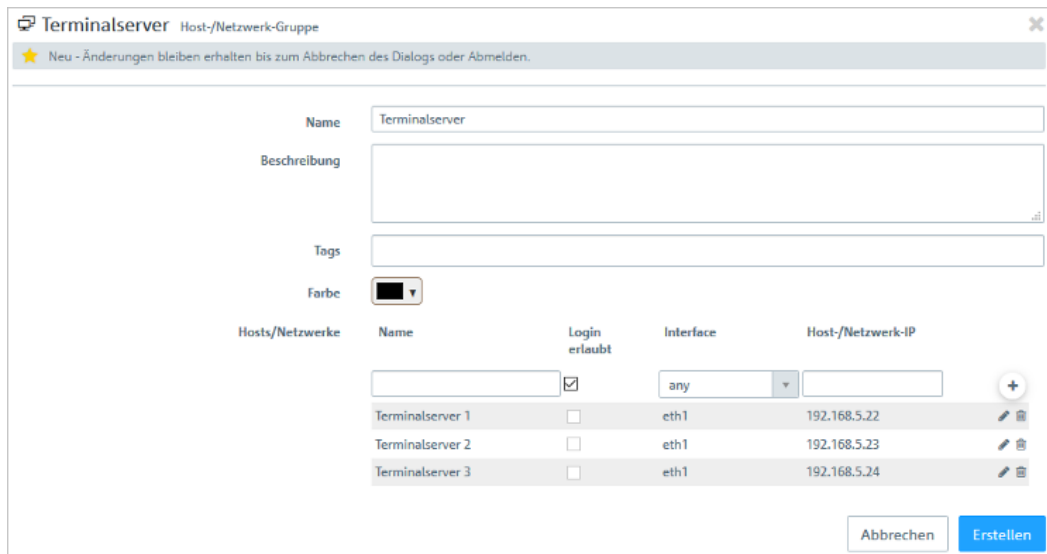 Terminalserver Host-/Netzwerk-Gruppe
Neu - Änderungen bleiben erhalten bis zum Abbrechen des Dialogs oder Abmelden.
Name
Terminalserver
Beschreibung
Tags
Farbe
Hosts/Netzwerke
Name Login erlaubt Interface Host-/Netzwerk-IP
any
Terminalserver 1 eth1 192.168.5.22
Terminalserver 2 eth1 192.168.5.23
Terminalserver 3 eth1 192.168.5.24
Abbrechen Erstellen